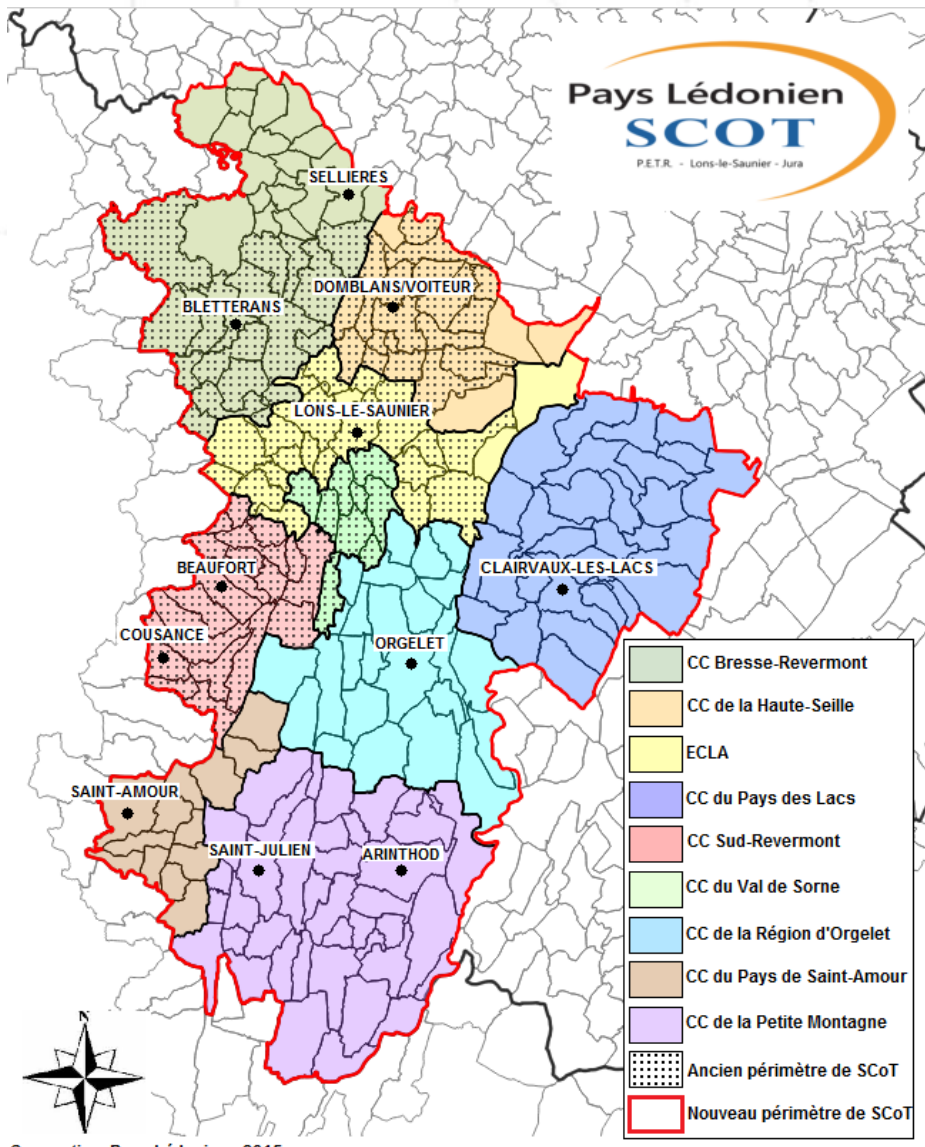 Pays Lédonien
SCOT
P.E.T.R. - Lons-le-Saunier - Jura
SELLIERES
DOMBLANS/VOITEUR
BLETTERANS
LONS-LE-SAUNIER
CLAIRVAUX-LES-LACS
BEAUFORT
COUSANCE
ORGELET
SAINT-AMOUR
SAINT-JULIEN
ARINTHOD
CC Bresse-Revermont
CC de la Haute-Seille
ECLA
CC du Pays des Lacs
CC Sud-Revermont
CC du Val de Sorne
CC de la Région d'Orgelet
CC du Pays de Saint-Amour
CC de la Petite Montagne
Ancien périmètre de SCoT
Nouveau périmètre de SCoT
N